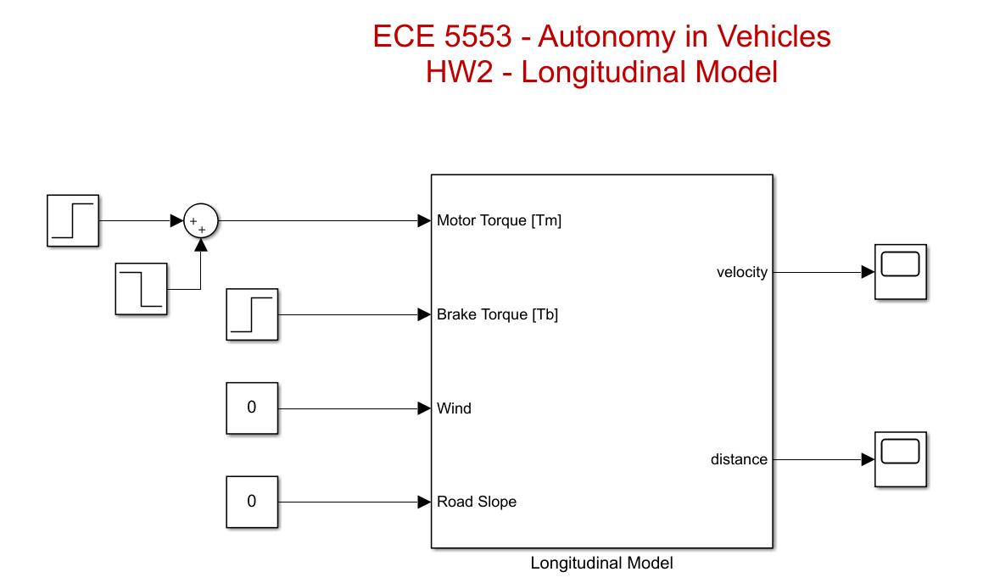 ECE 5553 - Autonomy in Vehicles
HW2 - Longitudinal Model
+
+
Motor Torque [Tm]
velocity
Brake Torque [Tb]
0
Wind
distance
0
Road Slope
Longitudinal Model